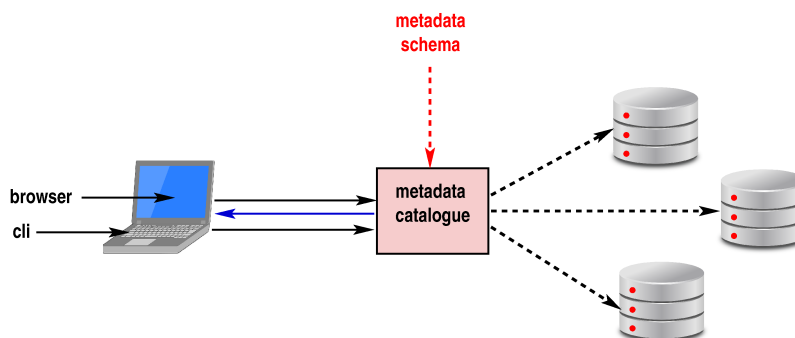 metadata
schema
browser
cli
metadata
catalogue